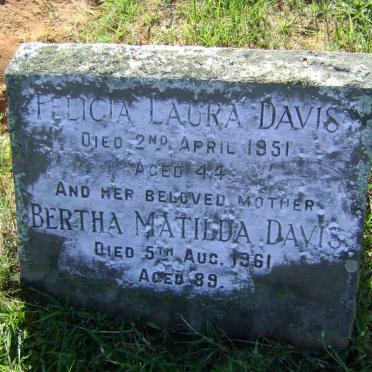 FELICIA LAURA DAVIS
DIED 2ND. APRIL 1951
AGED 44
AND HER BELOVED MOTHER
BERTHA MATILDA DAVIS
DIED 5TH AUG. 1961
AGED 89.